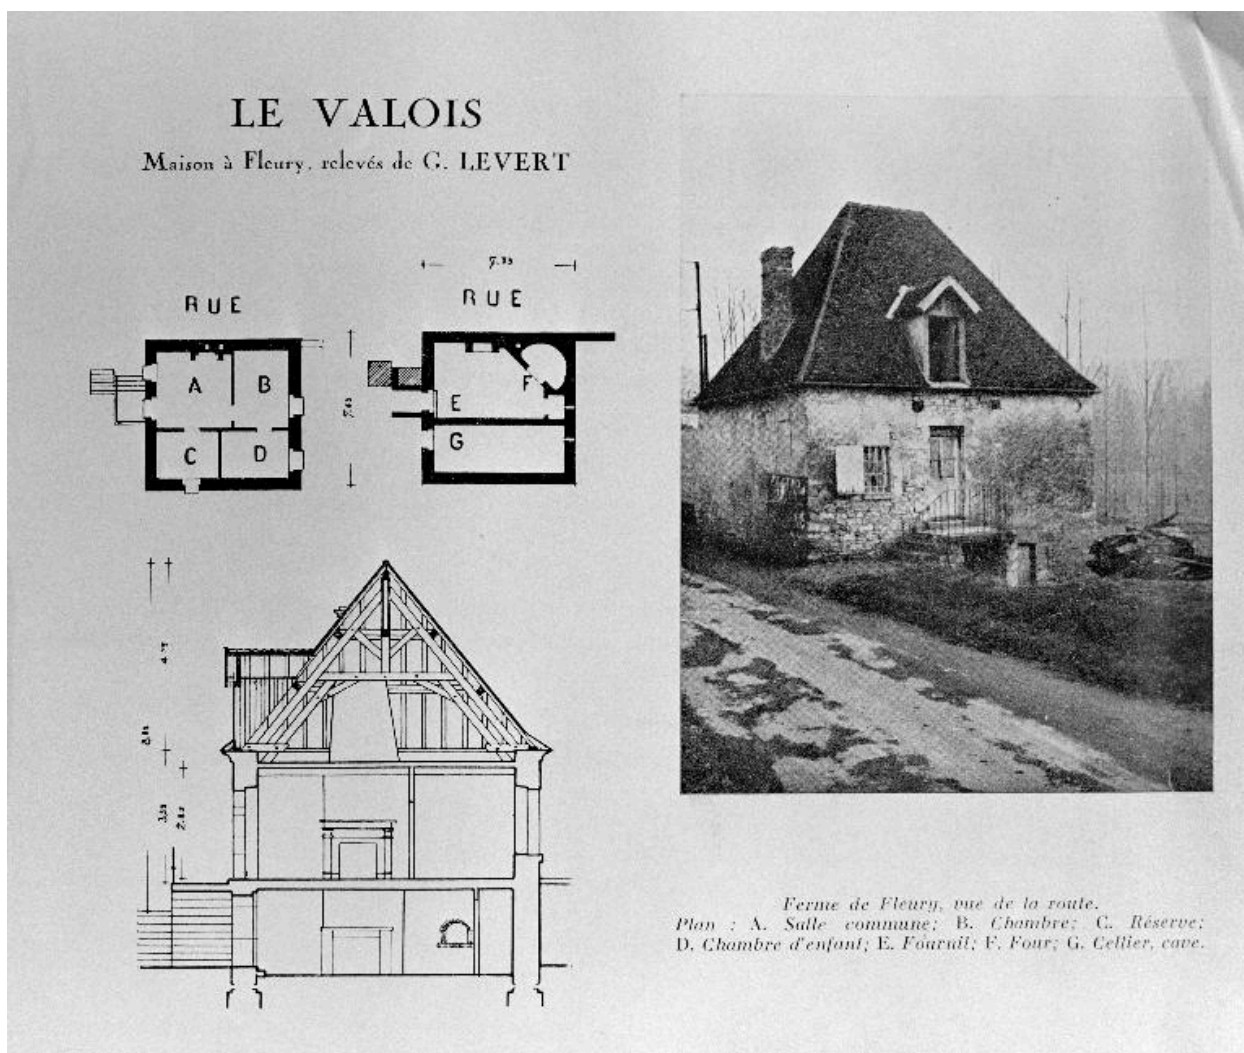 LE VALOIS
Maison à Fleury, relevés de G. LEVERT
RUE
RUE
A
B
C
D
E
F
G
Ferme de Fleury, vue de la route.
Plan : A. Salle commune; B. Chambre; C. Réserve;
D. Chambre d'enfant; E. Fournil; F. Four; G. Cellier, cave.